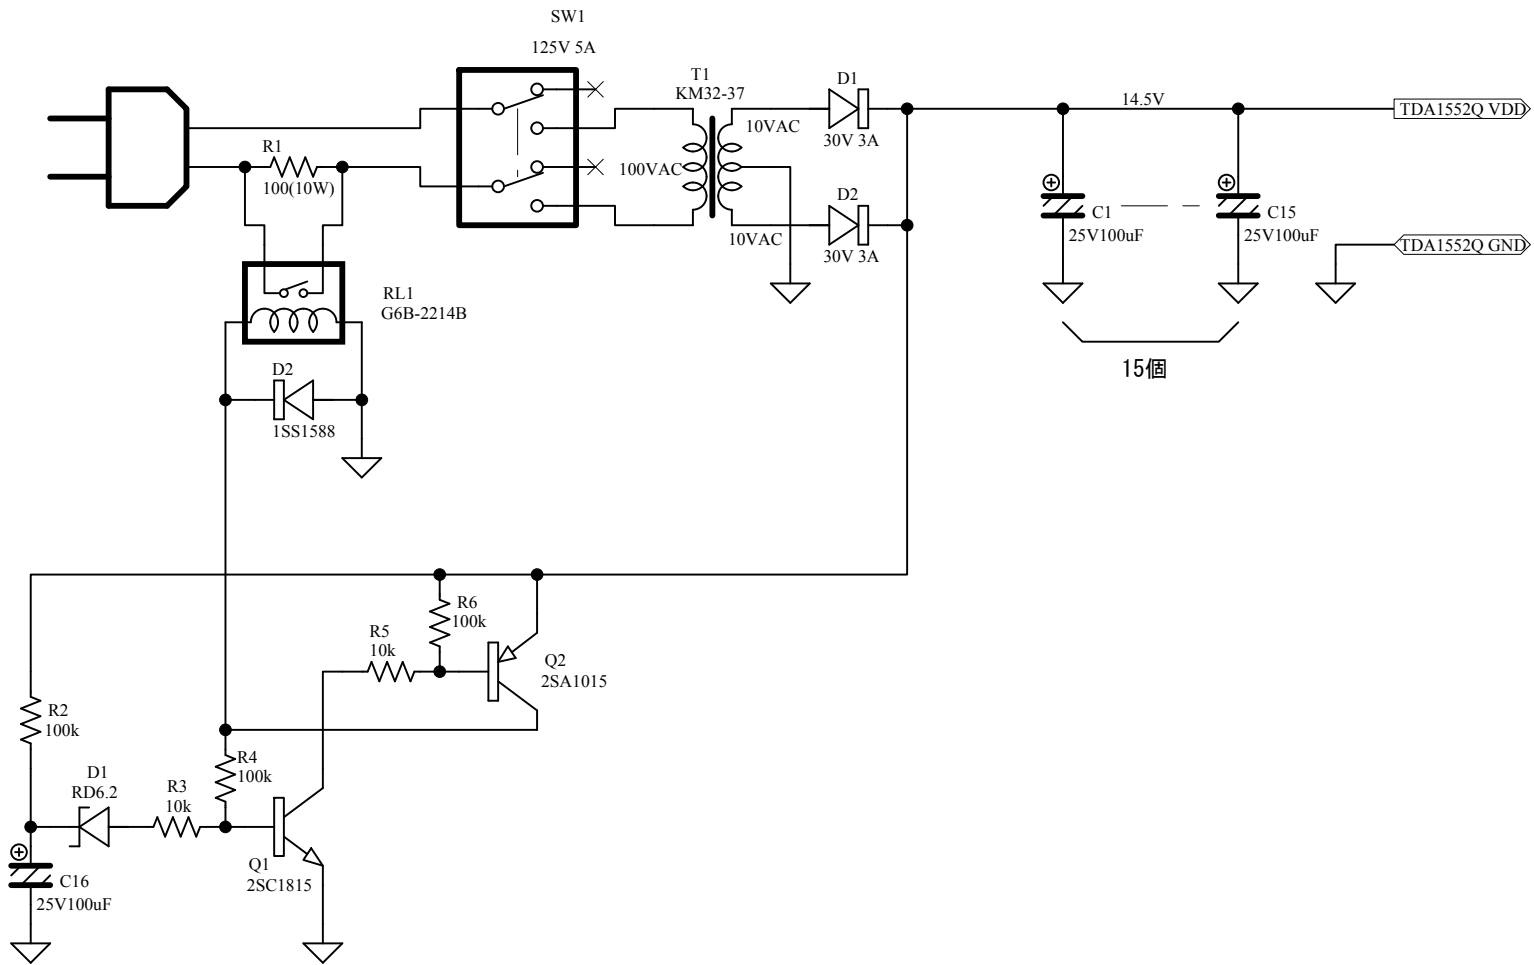 SW1
125V 5A
T1
KM32-37
D1
30V 3A
14.5V
TDA1552Q VDD
10VAC
R1
100(10W)
100VAC
D2
30V 3A
10VAC
C1
25V100uF
C15
25V100uF
TDA1552Q GND
RL1
G6B-2214B
15個
D2
1SS1588
R6
100k
R5
10k
Q2
2SA1015
R2
100k
R4
100k
D1
RD6.2
R3
10k
Q1
2SC1815
C16
25V100uF